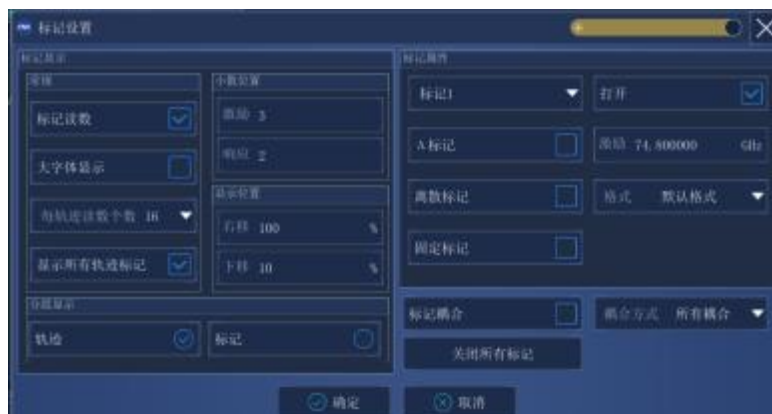 标记设置
标记显示
常规
标记读数
大字体显示
每轨迹读数个数 16
显示所有轨迹标记
小数位置
激励 3
响应 2
显示位置
右移 100 %
下移 10 %
分组显示
轨迹
标记
标记属性
标记1
打开
Δ标记
激励 74.800000 GHz
离散标记
格式 默认格式
固定标记
标记耦合
耦合方式 所有耦合
关闭所有标记
确定
取消